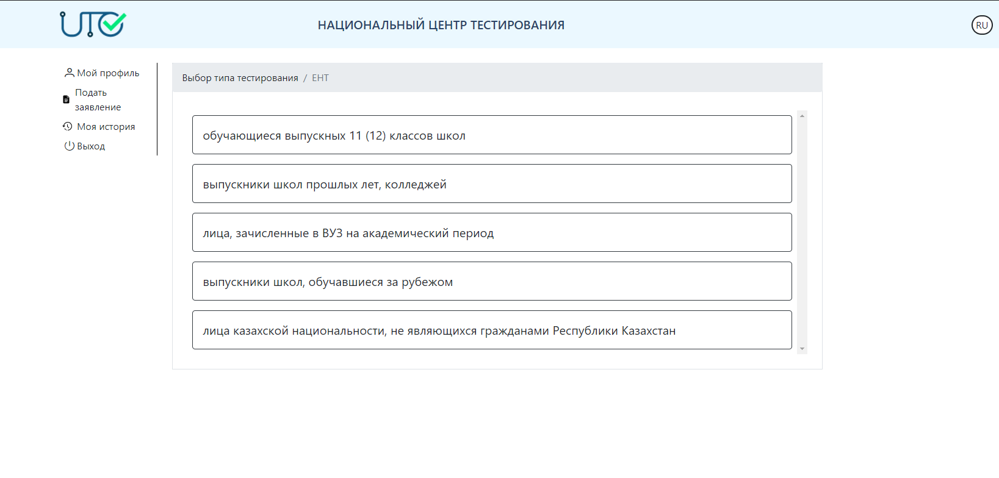 UTO
НАЦИОНАЛЬНЫЙ ЦЕНТР ТЕСТИРОВАНИЯ
RU
Мой профиль
Подать
заявление
Моя история
Выход
Выбор типа тестирования / ЕНТ
обучающиеся выпускных 11 (12) классов школ
выпускники школ прошлых лет, колледжей
лица, зачисленные в ВУЗ на академический период
выпускники школ, обучавшиеся за рубежом
лица казахской национальности, не являющихся гражданами Республики Казахстан